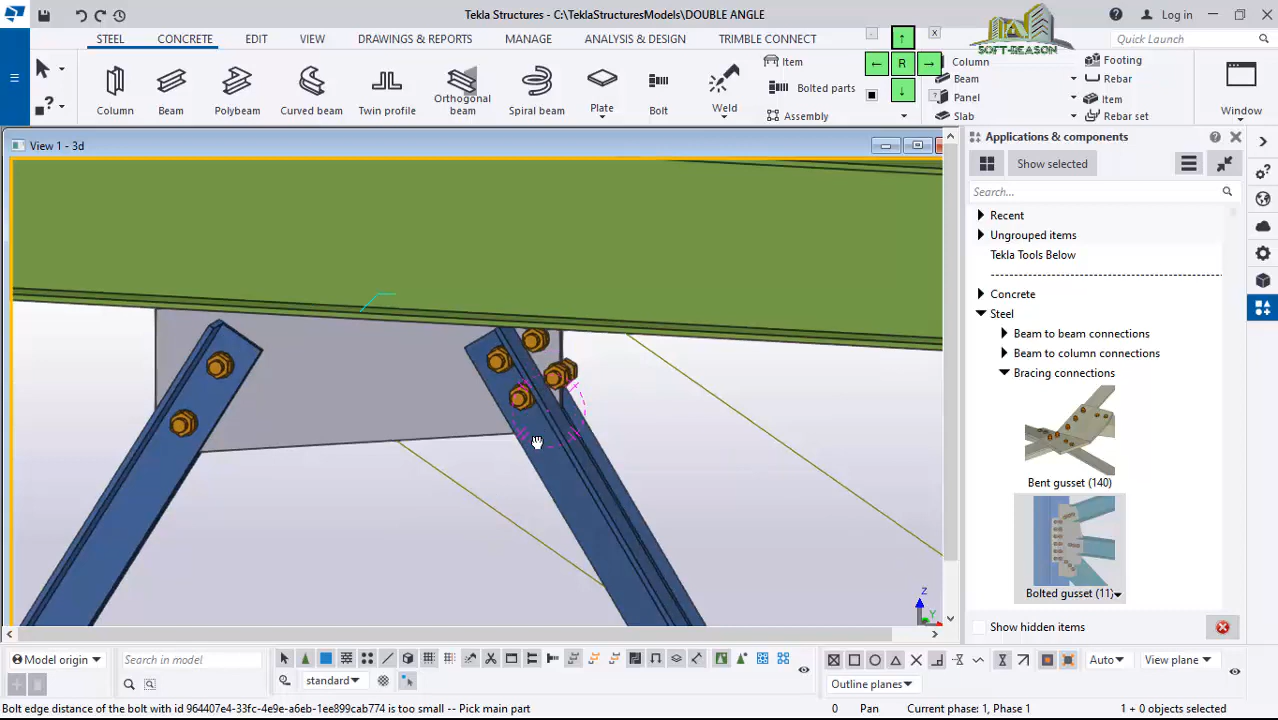 Tekla Structures - C:\TeklaStructuresModels\DOUBLE ANGLE
Log in
STEEL
CONCRETE
EDIT
VIEW
DRAWINGS & REPORTS
MANAGE
ANALYSIS & DESIGN
TRIMBLE CONNECT
SOFT-REASON
Quick Launch
R
X
?
Column
Beam
Polybeam
Curved beam
Twin profile
Orthogonal
beam
Spiral beam
Plate
Bolt
Weld
Item
Bolted parts
Assembly
Column
Beam
Panel
Slab
Footing
Rebar
Item
Rebar set
Window
View 1 - 3d
Z
Y
Applications & components
Show selected
Search...
Recent
Ungrouped items
Tekla Tools Below
Concrete
Steel
Beam to beam connections
Beam to column connections
Bracing connections
Bent gusset (140)
Bolted gusset (11)
Show hidden items
Model origin
Search in model
standard
Auto
View plane
Outline planes
Bolt edge distance of the bolt with id 964407e4-33fc-4e9e-a6eb-1ee899cab774 is too small -- Pick main part
0
Pan
Current phase: 1, Phase 1
1 + 0 objects selected